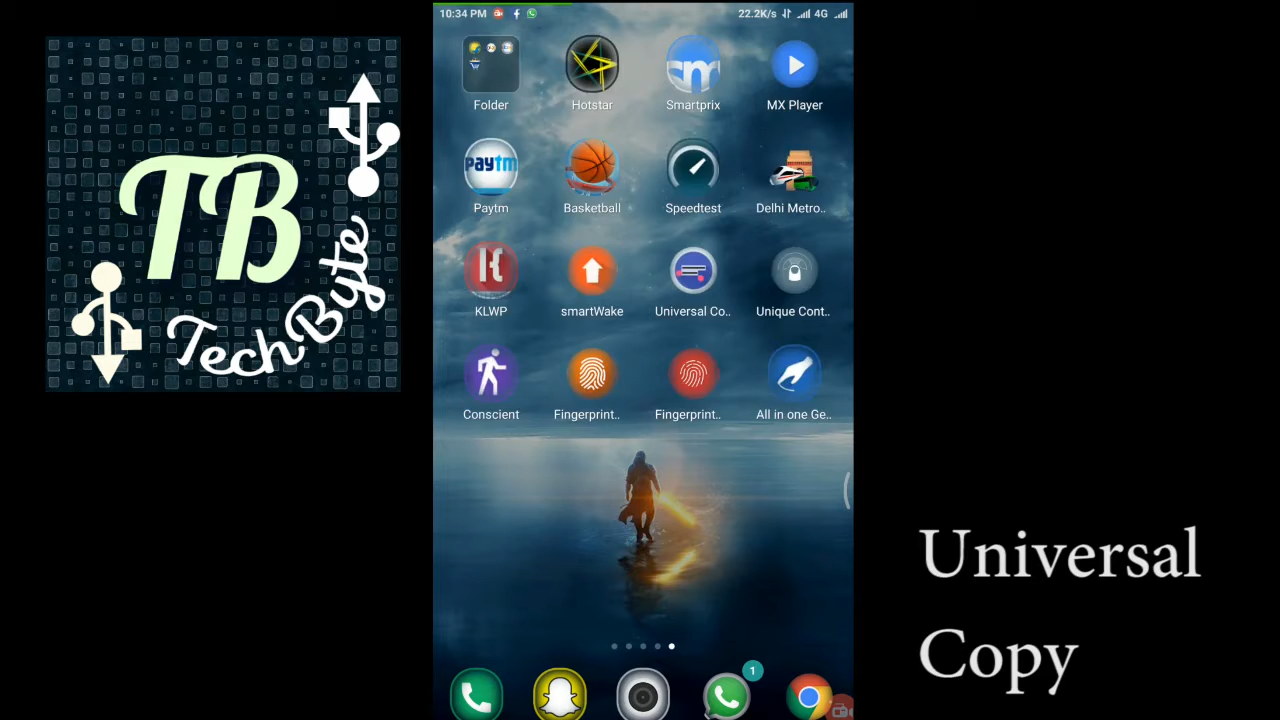 10:34 PM
22.2K/s 4G
Folder
Hotstar
Smartprix
MX Player
paytm
Paytm
Basketball
Speedtest
Delhi Metro..
KLWP
smartWake
Universal Co..
Unique Cont..
Conscient
Fingerprint..
Fingerprint..
All in one Ge..
1
TB
TechByte
Universal
Copy